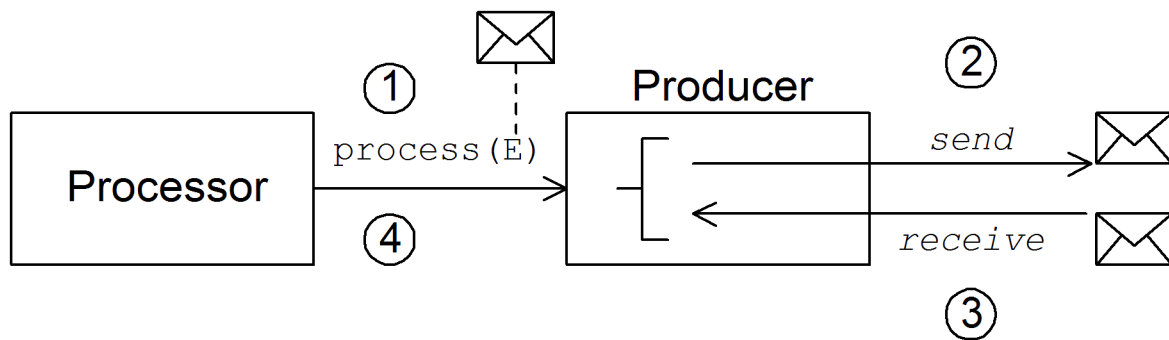 1
2
Producer
process(E)
send
Processor
4
receive
3